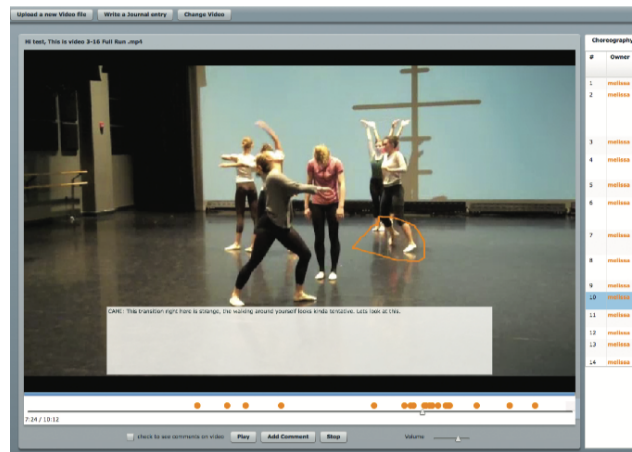 Upload a new Video file
Write a Journal entry
Change Video
Hi test, This is video 3-16 Full Run .mp4
Choreography
#
Owner
1 melissa
2 melissa
3 melissa
4 melissa
5 melissa
6 melissa
7 melissa
8 melissa
9 melissa
10 melissa
11 melissa
12 melissa
13 melissa
14 melissa
CARI: This transition right here is strange, the walking around yourself looks kinda tentative. Lets look at this.
7:24 / 10:12
check to see comments on video
Play
Add Comment
Stop
Volume